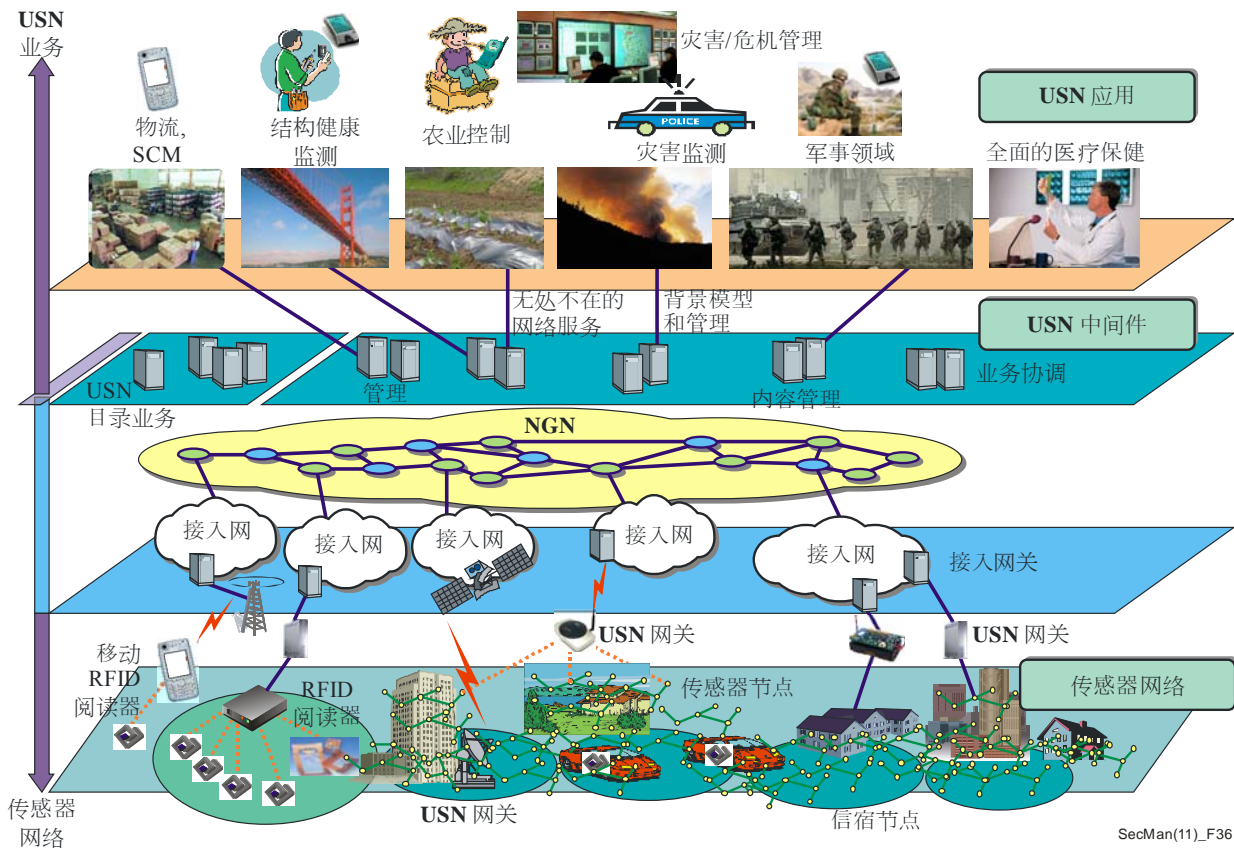 USN
业务
灾害/危机管理
USN 应用
物流,
SCM
结构健康
监测
农业控制
POLICE
灾害监测
军事领域
全面的医疗保健
无处不在的
网络服务
背景模型
和管理
USN 中间件
USN
目录业务
管理
内容管理
业务协调
NGN
接入网
接入网
接入网
接入网
接入网
接入网关
移动
RFID
阅读器
RFID
阅读器
USN 网关
USN 网关
传感器节点
传感器网络
USN 网关
信宿节点
传感器
网络
SecMan(11)_F36